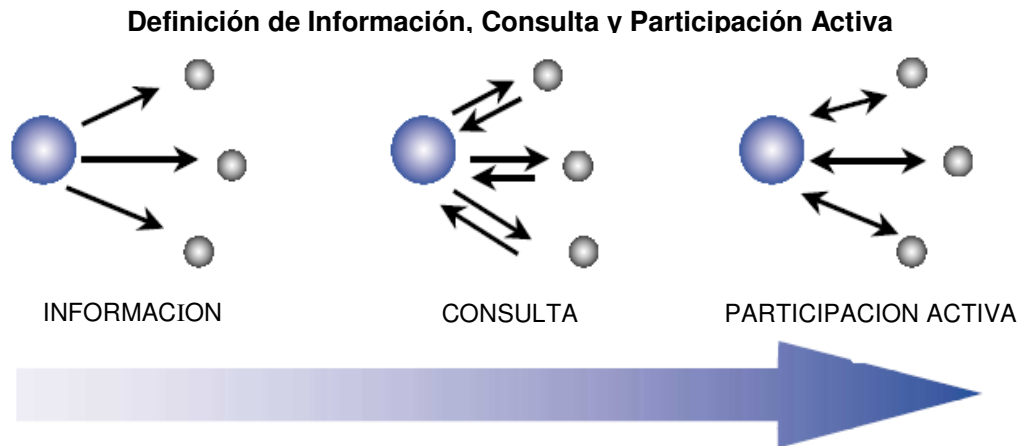 Definición de Información, Consulta y Participación Activa
INFORMACION
CONSULTA
PARTICIPACION ACTIVA